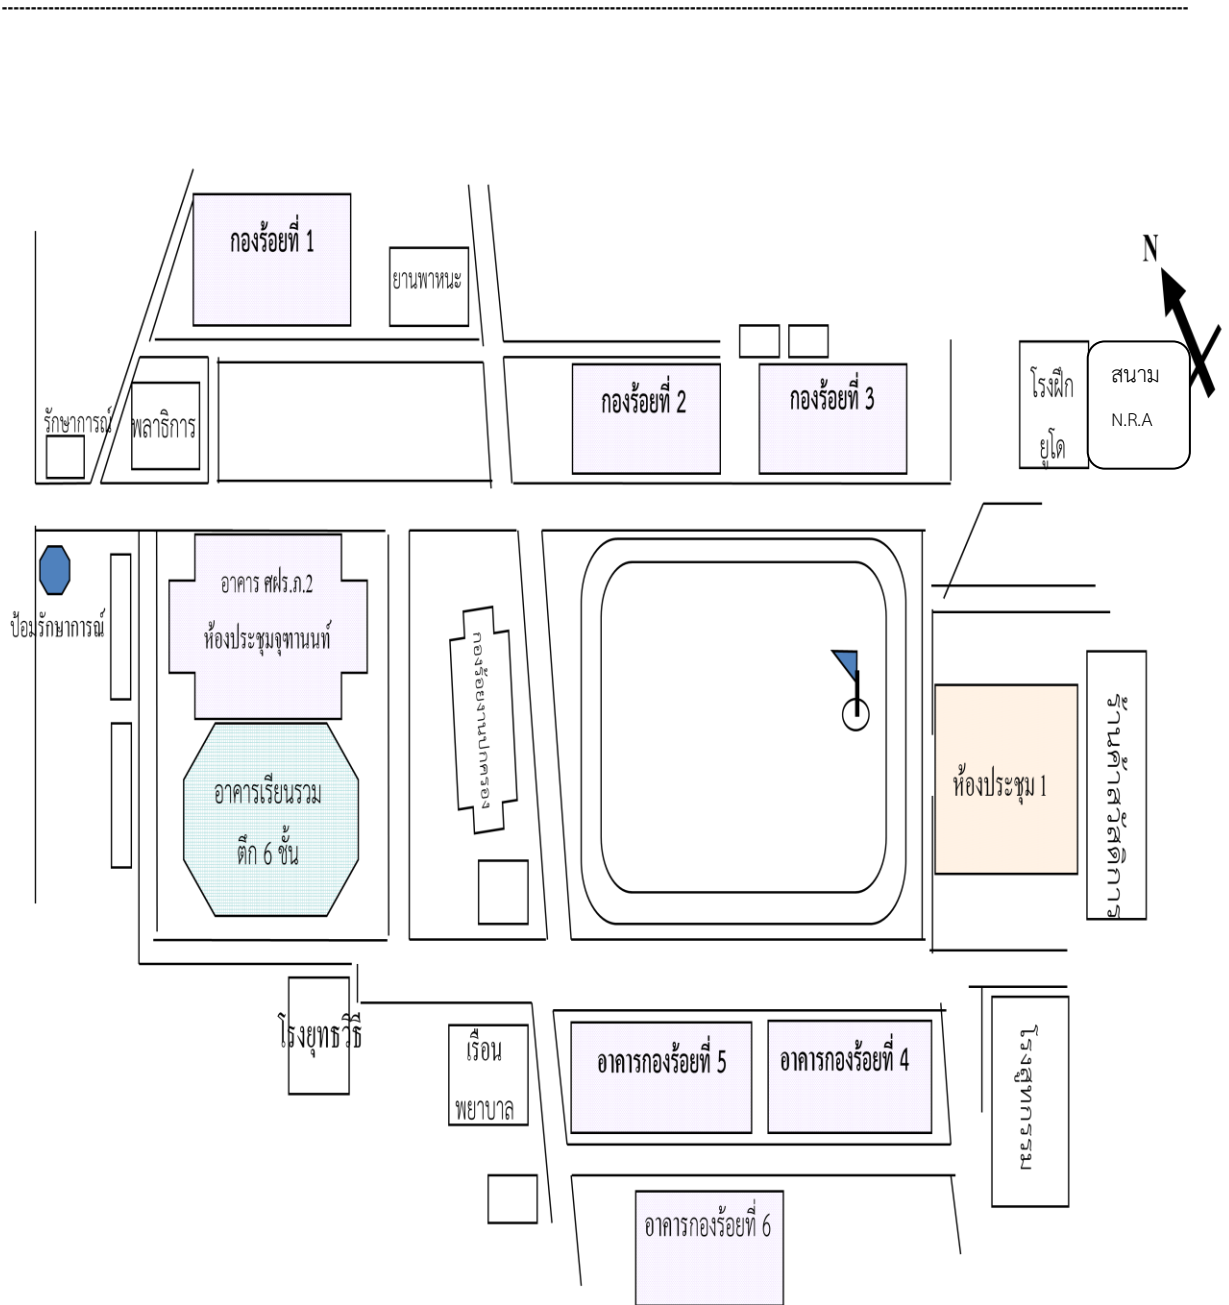 กองร้อยที่ 1
ยานพาหนะ
N
รักษาการณ์
พลาธิการ
กองร้อยที่ 2
กองร้อยที่ 3
โรงฝึก
ยูโด
สนาม
N.R.A
ป้อมรักษาการณ์
อาคาร ศฝร.ภ.2
ห้องประชุมจุฑานนท์
กองร้อยงานปกครอง
อาคารเรียนรวม
ตึก 6 ชั้น
ห้องประชุม 1
ร้านค้าสวัสดิการ
โรงยุทธวิธี
เรือน
พยาบาล
อาคารกองร้อยที่ 5
อาคารกองร้อยที่ 4
โรงสูทกรรม
อาคารกองร้อยที่ 6